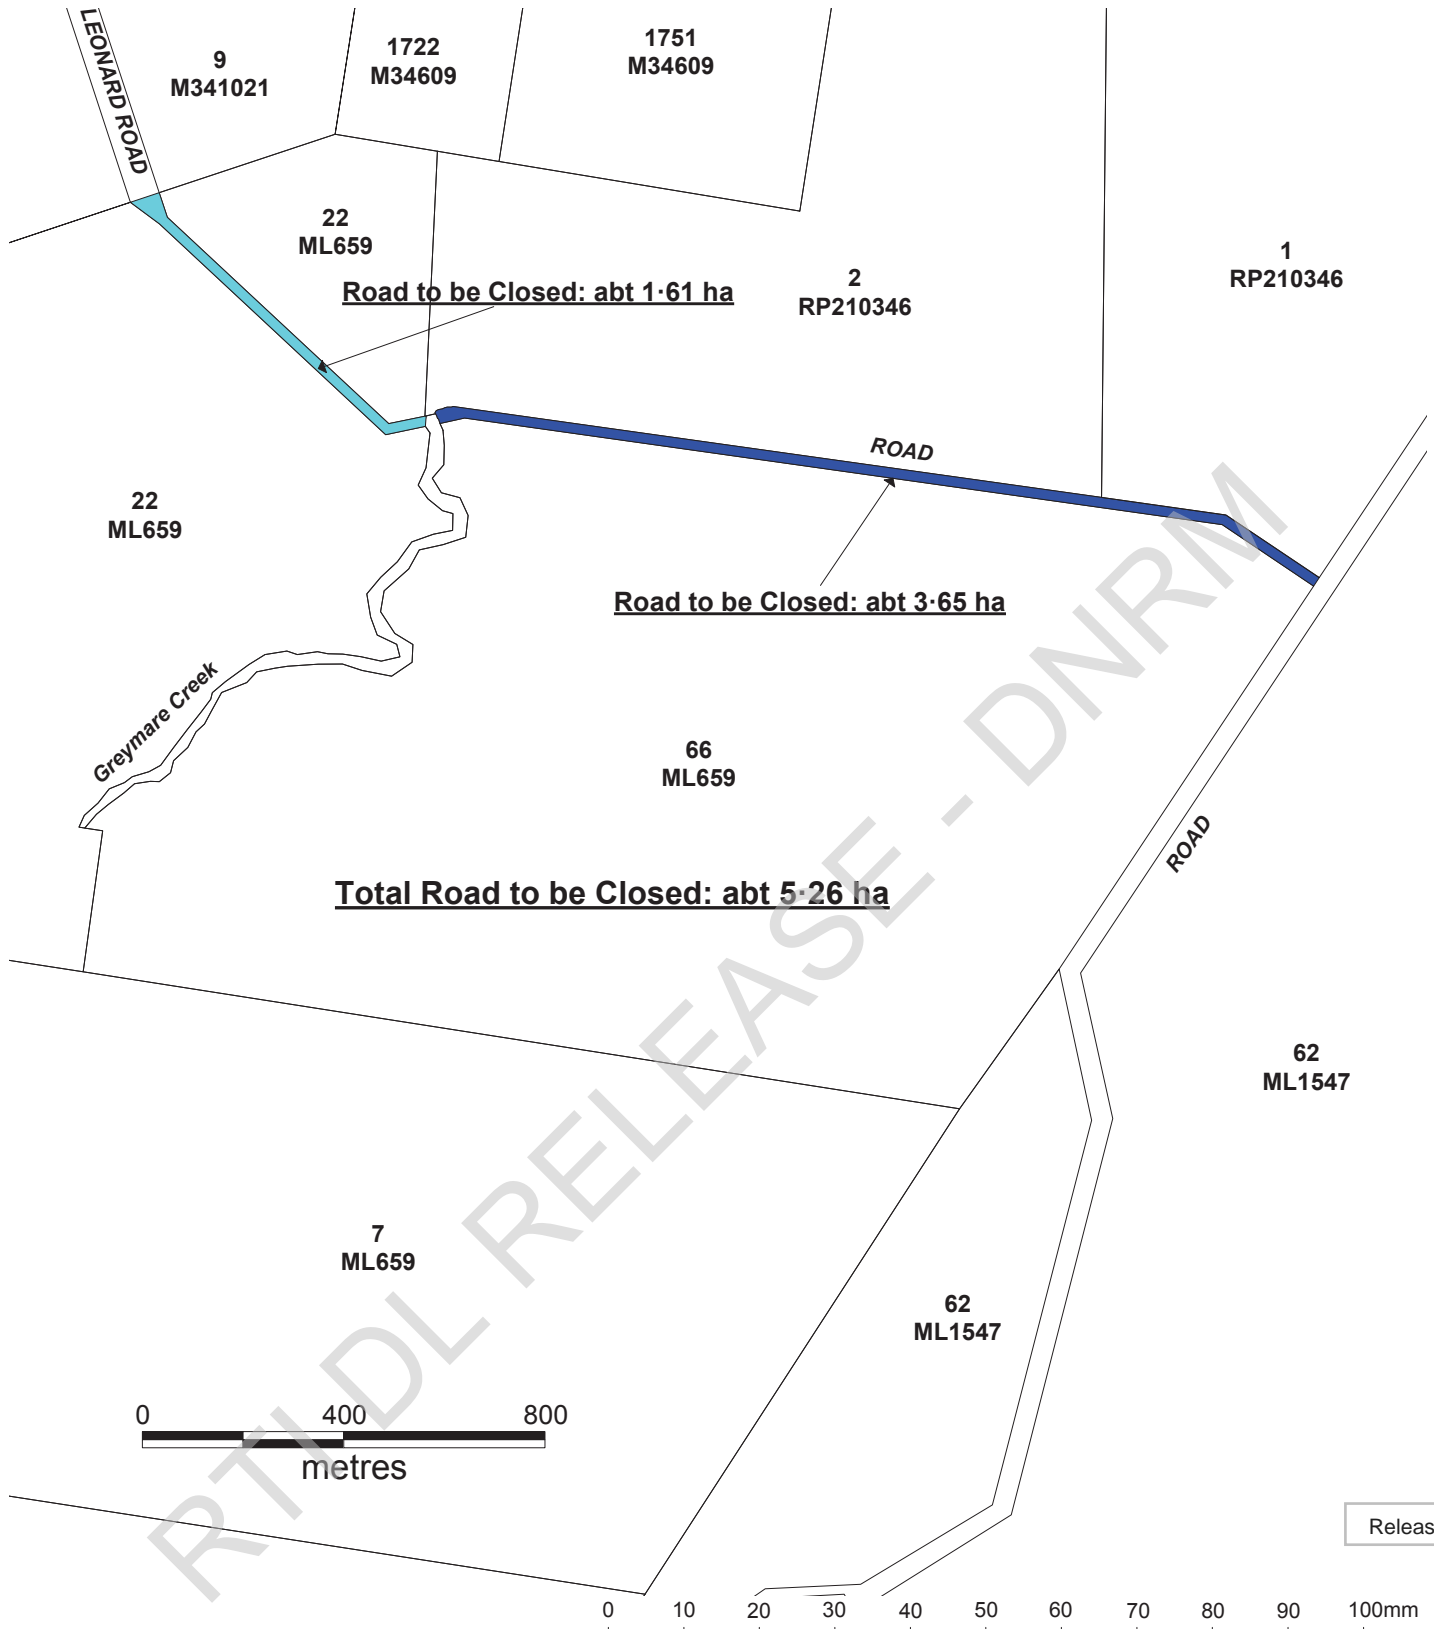 LEONARD ROAD
9
M341021
1722
M34609
1751
M34609
22
ML659
Road to be Closed: abt 1·61 ha
2
RP210346
1
RP210346
ROAD
22
ML659
Road to be Closed: abt 3·65 ha
Greymare Creek
66
ML659
ROAD
Total Road to be Closed: abt 5·26 ha
62
ML1547
7
ML659
62
ML1547
0 400 800
metres
RTI DL RELEASE - DNRM
Releas
0 10 20 30 40 50 60 70 80 90 100mm